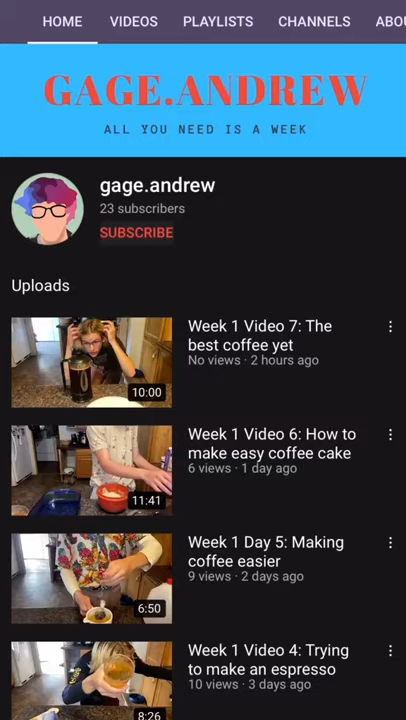 HOME VIDEOS PLAYLISTS CHANNELS ABOU
GAGE.ANDREW
ALL YOU NEED IS A WEEK
gage.andrew
23 subscribers
SUBSCRIBE
Uploads
Week 1 Video 7: The
best coffee yet
No views · 2 hours ago
10:00
Week 1 Video 6: How to
make easy coffee cake
6 views · 1 day ago
11:41
Week 1 Day 5: Making
coffee easier
9 views · 2 days ago
6:50
Week 1 Video 4: Trying
to make an espresso
10 views · 3 days ago
8:26